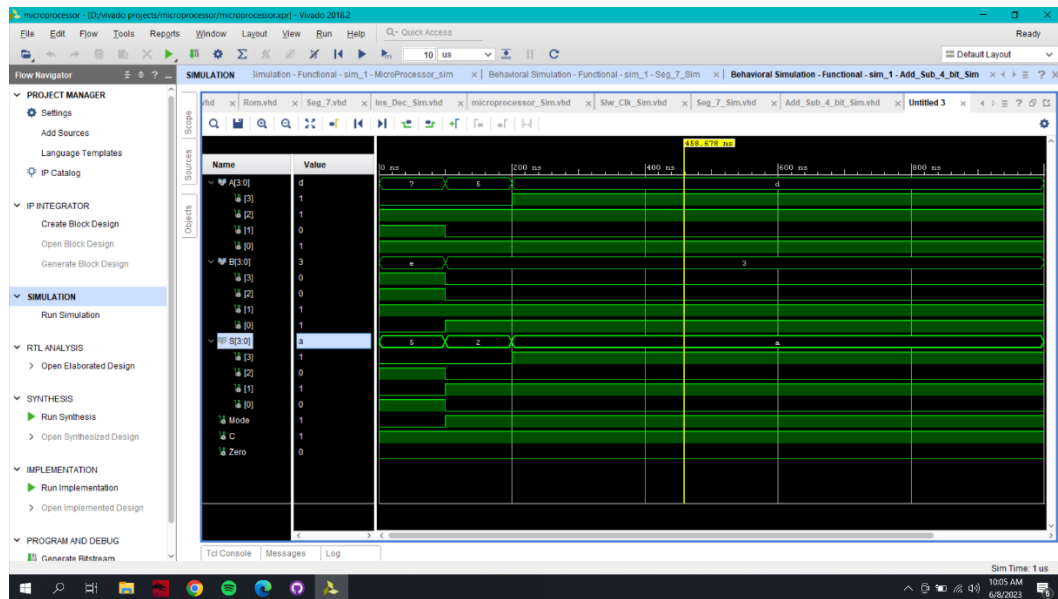 microprocessor - [D:/vivado projects/microprocessor/microprocessor.xpr] - Vivado 2018.2
File Edit Flow Tools Reports Window Layout View Run Help Q- Quick Access Ready
10 us Default Layout
Flow Navigator SIMULATION Simulation - Functional - sim_1 - MicroProcessor_sim Behavioral Simulation - Functional - sim_1 - Seg_7_Sim Behavioral Simulation - Functional - sim_1 - Add_Sub_4_bit_Sim
PROJECT MANAGER
Settings
Add Sources
Language Templates
IP Catalog
IP INTEGRATOR
Create Block Design
Open Block Design
Generate Block Design
SIMULATION
Run Simulation
RTL ANALYSIS
Open Elaborated Design
SYNTHESIS
Run Synthesis
Open Synthesized Design
IMPLEMENTATION
Run Implementation
Open Implemented Design
PROGRAM AND DEBUG
Generate Bitstream
Scope
Sources
Objects
vhd Rom.vhd Seg_7.vhd Ins_Dec_Sim.vhd microprocessor_Sim.vhd Slw_Clk_Sim.vhd Seg_7_Sim.vhd Add_Sub_4_bit_Sim.vhd Untitled 3
458.678 ns
Name Value 0 ns 200 ns 400 ns 600 ns 800 ns
A[3:0] d 7 5 d
[3] 1
[2] 1
[1] 0
[0] 1
B[3:0] 3 e 3
[3] 0
[2] 0
[1] 1
[0] 1
S[3:0] a 5 2 a
[3] 1
[2] 0
[1] 1
[0] 0
Mode 1
C 1
Zero 0
Tcl Console Messages Log
Sim Time: 1 us
10:05 AM
6/8/2023
6